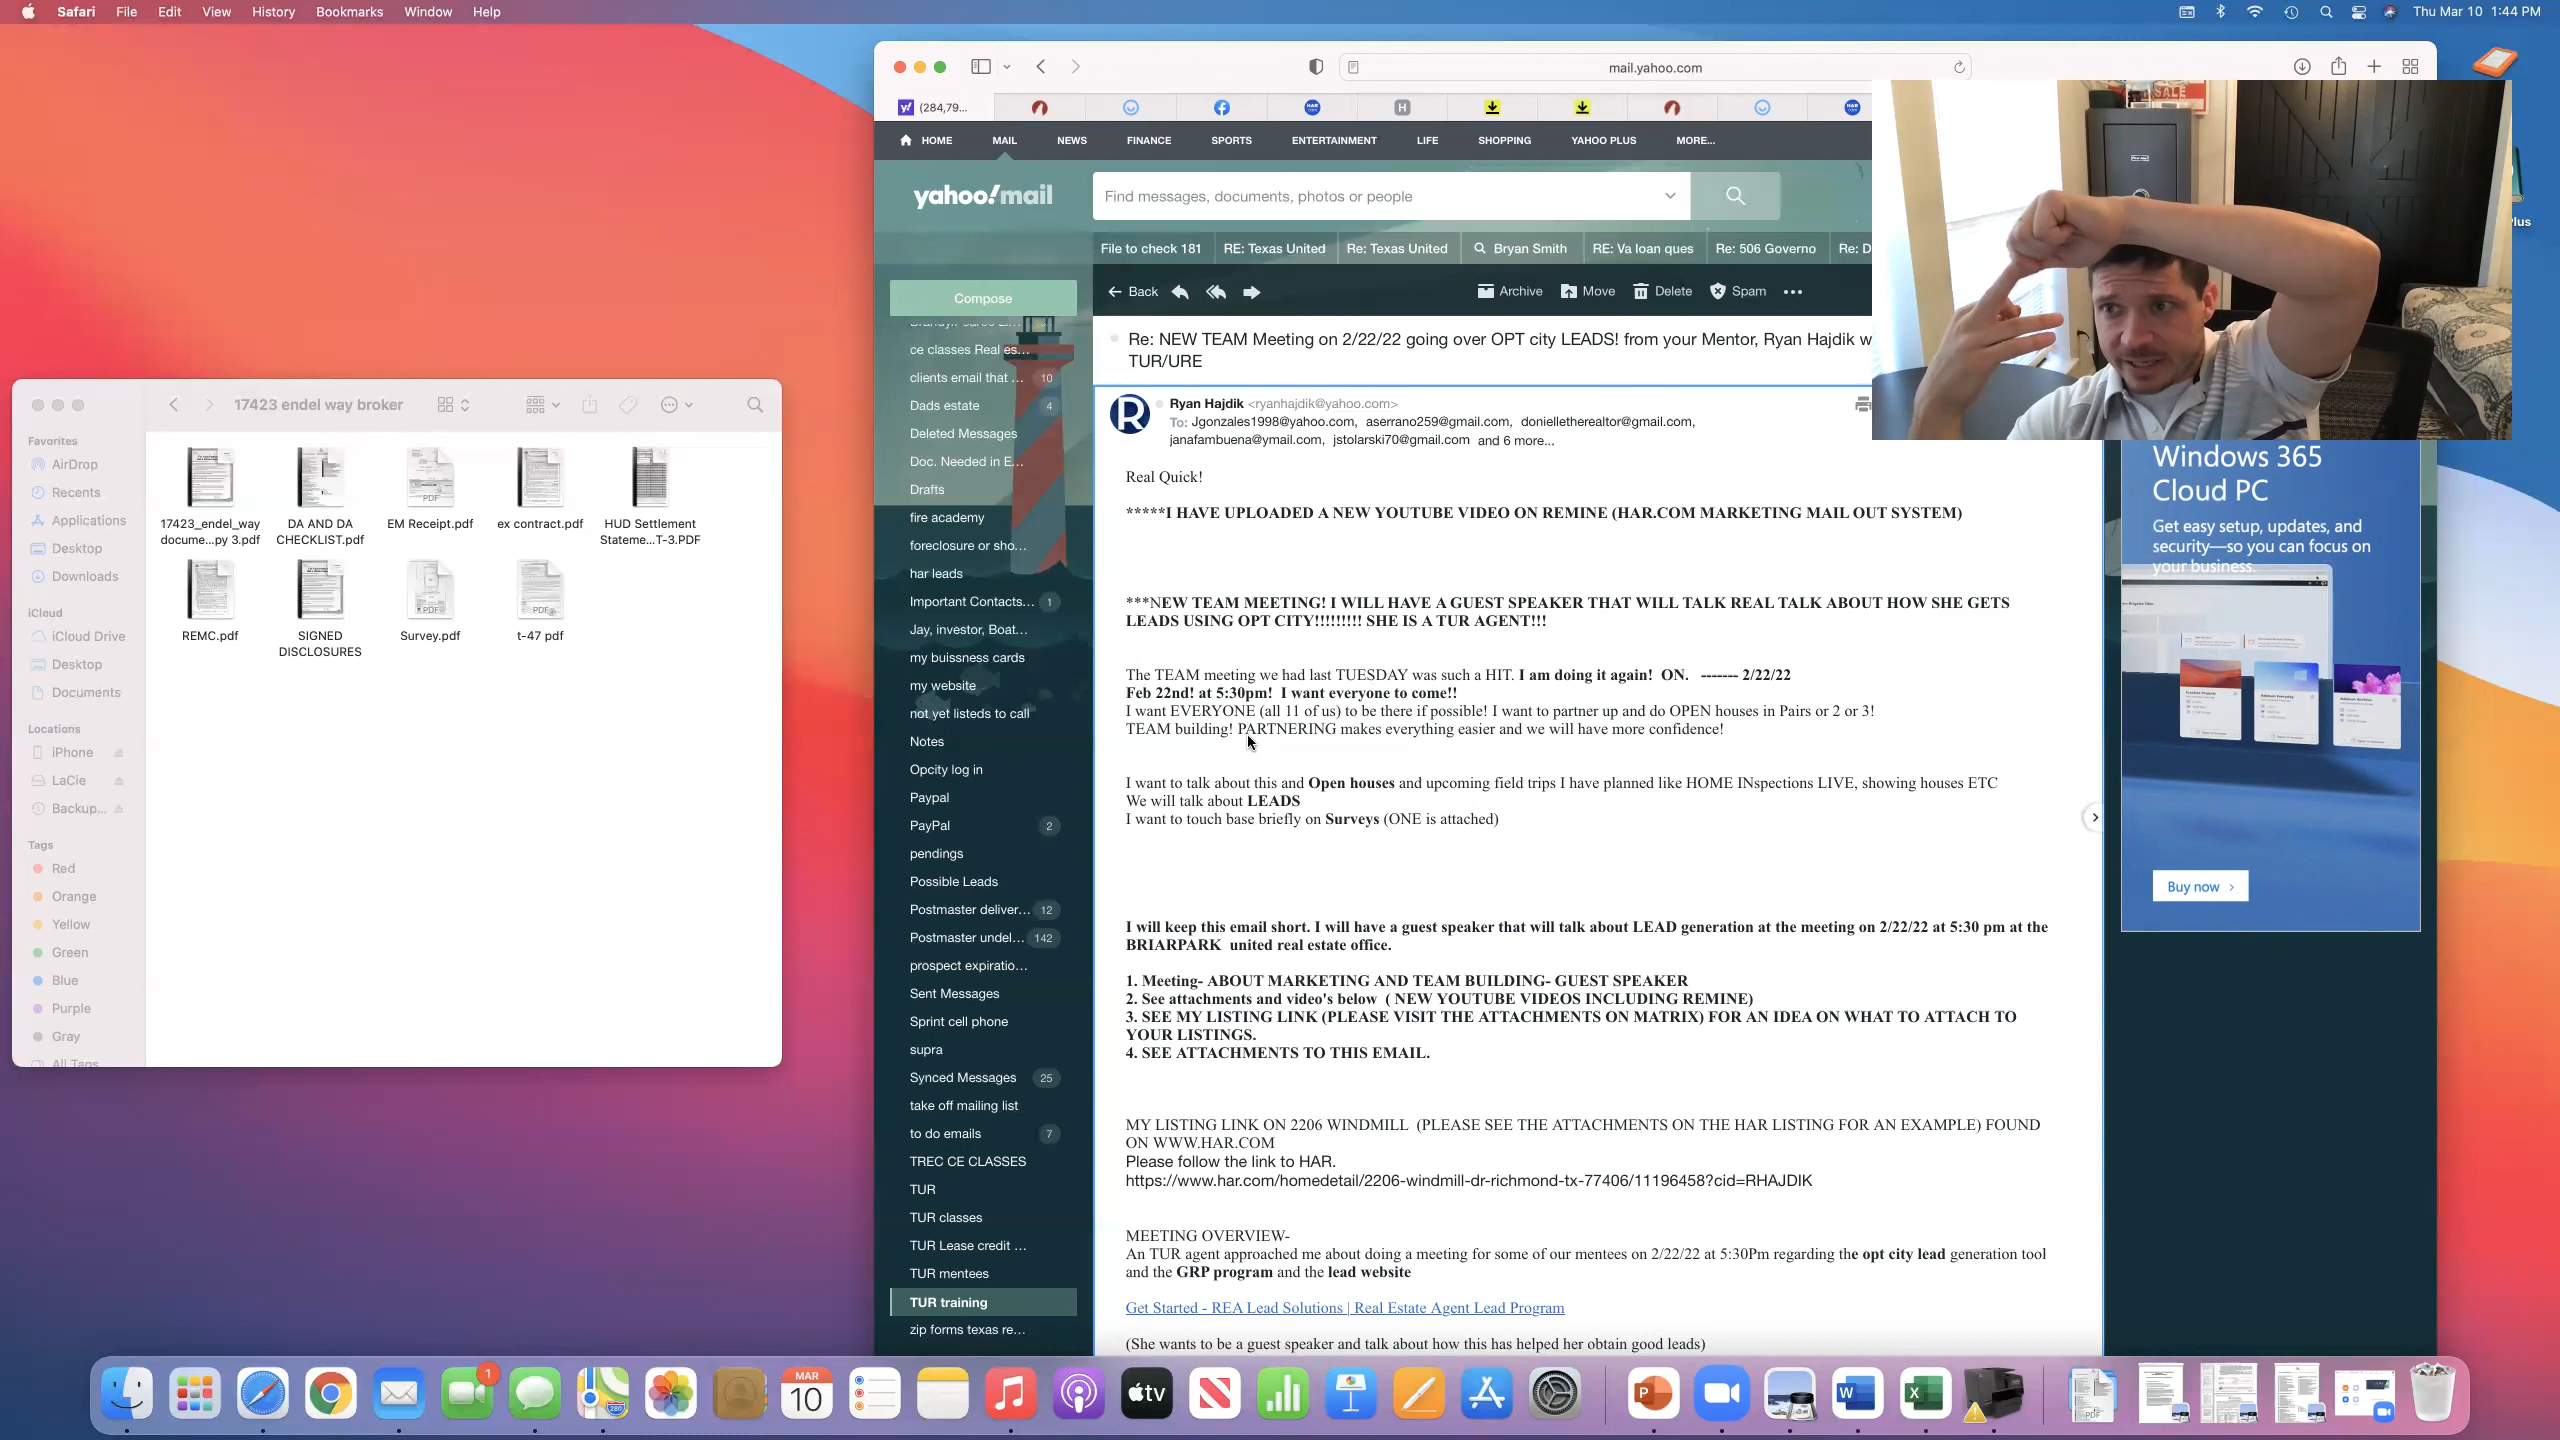 Safari File Edit View History Bookmarks Window Help
Thu Mar 10 1:44 PM
mail.yahoo.com
(284,79...
HOME MAIL NEWS FINANCE SPORTS ENTERTAINMENT LIFE SHOPPING YAHOO PLUS MORE...
yahoo!mail
Find messages, documents, photos or people
File to check 181 RE: Texas United Re: Texas United Bryan Smith RE: Va loan ques Re: 506 Governo Re: D
Compose
Back Archive Move Delete Spam
Re: NEW TEAM Meeting on 2/22/22 going over OPT city LEADS! from your Mentor, Ryan Hajdik w
TUR/URE
Ryan Hajdik <ryanhajdik@yahoo.com>
To: Jgonzales1998@yahoo.com, aserrano259@gmail.com, donielletherealtor@gmail.com,
janafambuena@ymail.com, jstolarski70@gmail.com and 6 more...
Real Quick!
*****I HAVE UPLOADED A NEW YOUTUBE VIDEO ON REMINE (HAR.COM MARKETING MAIL OUT SYSTEM)
***NEW TEAM MEETING! I WILL HAVE A GUEST SPEAKER THAT WILL TALK REAL TALK ABOUT HOW SHE GETS
LEADS USING OPT CITY!!!!!!!!! SHE IS A TUR AGENT!!!
The TEAM meeting we had last TUESDAY was such a HIT. I am doing it again! ON. ------- 2/22/22
Feb 22nd! at 5:30pm! I want everyone to come!!
I want EVERYONE (all 11 of us) to be there if possible! I want to partner up and do OPEN houses in Pairs or 2 or 3!
TEAM building! PARTNERING makes everything easier and we will have more confidence!
I want to talk about this and Open houses and upcoming field trips I have planned like HOME INspections LIVE, showing houses ETC
We will talk about LEADS
I want to touch base briefly on Surveys (ONE is attached)
I will keep this email short. I will have a guest speaker that will talk about LEAD generation at the meeting on 2/22/22 at 5:30 pm at the
BRIARPARK united real estate office.
1. Meeting- ABOUT MARKETING AND TEAM BUILDING- GUEST SPEAKER
2. See attachments and video's below ( NEW YOUTUBE VIDEOS INCLUDING REMINE)
3. SEE MY LISTING LINK (PLEASE VISIT THE ATTACHMENTS ON MATRIX) FOR AN IDEA ON WHAT TO ATTACH TO
YOUR LISTINGS.
4. SEE ATTACHMENTS TO THIS EMAIL.
MY LISTING LINK ON 2206 WINDMILL (PLEASE SEE THE ATTACHMENTS ON THE HAR LISTING FOR AN EXAMPLE) FOUND
ON WWW.HAR.COM
Please follow the link to HAR.
https://www.har.com/homedetail/2206-windmill-dr-richmond-tx-77406/11196458?cid=RHAJDIK
MEETING OVERVIEW-
An TUR agent approached me about doing a meeting for some of our mentees on 2/22/22 at 5:30Pm regarding the opt city lead generation tool
and the GRP program and the lead website
Get Started - REA Lead Solutions | Real Estate Agent Lead Program
(She wants to be a guest speaker and talk about how this has helped her obtain good leads)
ce classes Real es...
clients email that ... 10
Dads estate 4
Deleted Messages
Doc. Needed in E...
Drafts
fire academy
foreclosure or sho...
har leads
Important Contacts... 1
Jay, investor, Boat...
my buissness cards
my website
not yet listeds to call
Notes
Opcity log in
Paypal
PayPal 2
pendings
Possible Leads
Postmaster deliver... 12
Postmaster undel... 142
prospect expiratio...
Sent Messages
Sprint cell phone
supra
Synced Messages 25
take off mailing list
to do emails 7
TREC CE CLASSES
TUR
TUR classes
TUR Lease credit ...
TUR mentees
TUR training
zip forms texas re...
17423 endel way broker
Favorites
AirDrop
Recents
Applications
Desktop
Downloads
iCloud
iCloud Drive
Desktop
Documents
Locations
iPhone
LaCie
Backup...
Tags
Red
Orange
Yellow
Green
Blue
Purple
Gray
All Tags
17423_endel_way
docume...py 3.pdf
DA AND DA
CHECKLIST.pdf
EM Receipt.pdf
ex contract.pdf
HUD Settlement
Stateme...T-3.PDF
REMC.pdf
SIGNED
DISCLOSURES
Survey.pdf
t-47 pdf
SALE
Windows 365
Cloud PC
Get easy setup, updates, and
security—so you can focus on
your business.
Buy now
lus
1
MAR
10
tv
280